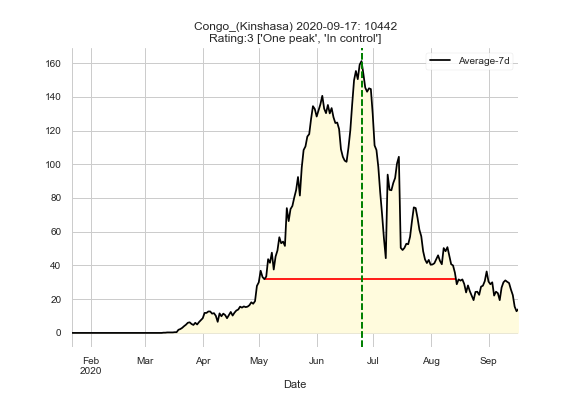 Congo_(Kinshasa) 2020-09-17: 10442
Rating:3 ['One peak', 'In control']
Average-7d
160
140
120
100
80
60
40
20
0
Feb Mar Apr May Jun Jul Aug Sep
2020
Date